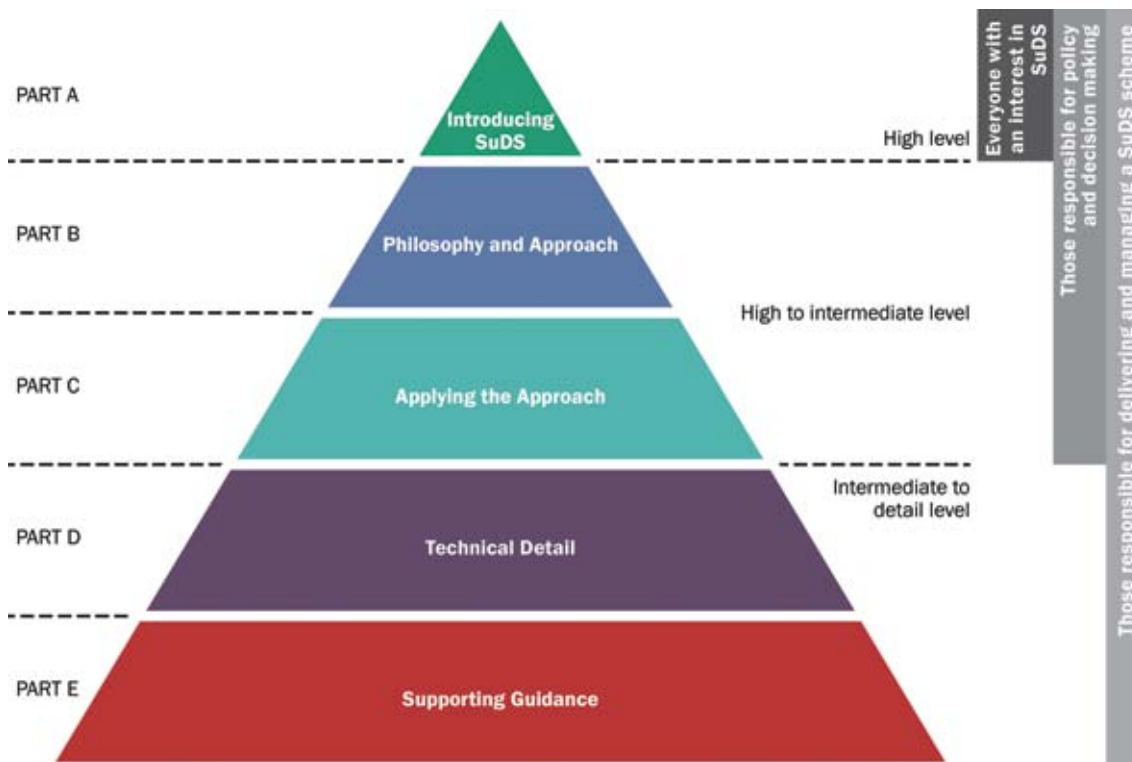 PART A
Introducing
SuDS
High level
PART B
Philosophy and Approach
High to intermediate level
PART C
Applying the Approach
Intermediate to
detail level
PART D
Technical Detail
PART E
Supporting Guidance
Everyone with
an interest in
SuDS
Those responsible for policy
and decision making
Those responsible for delivering and managing a SuDS scheme